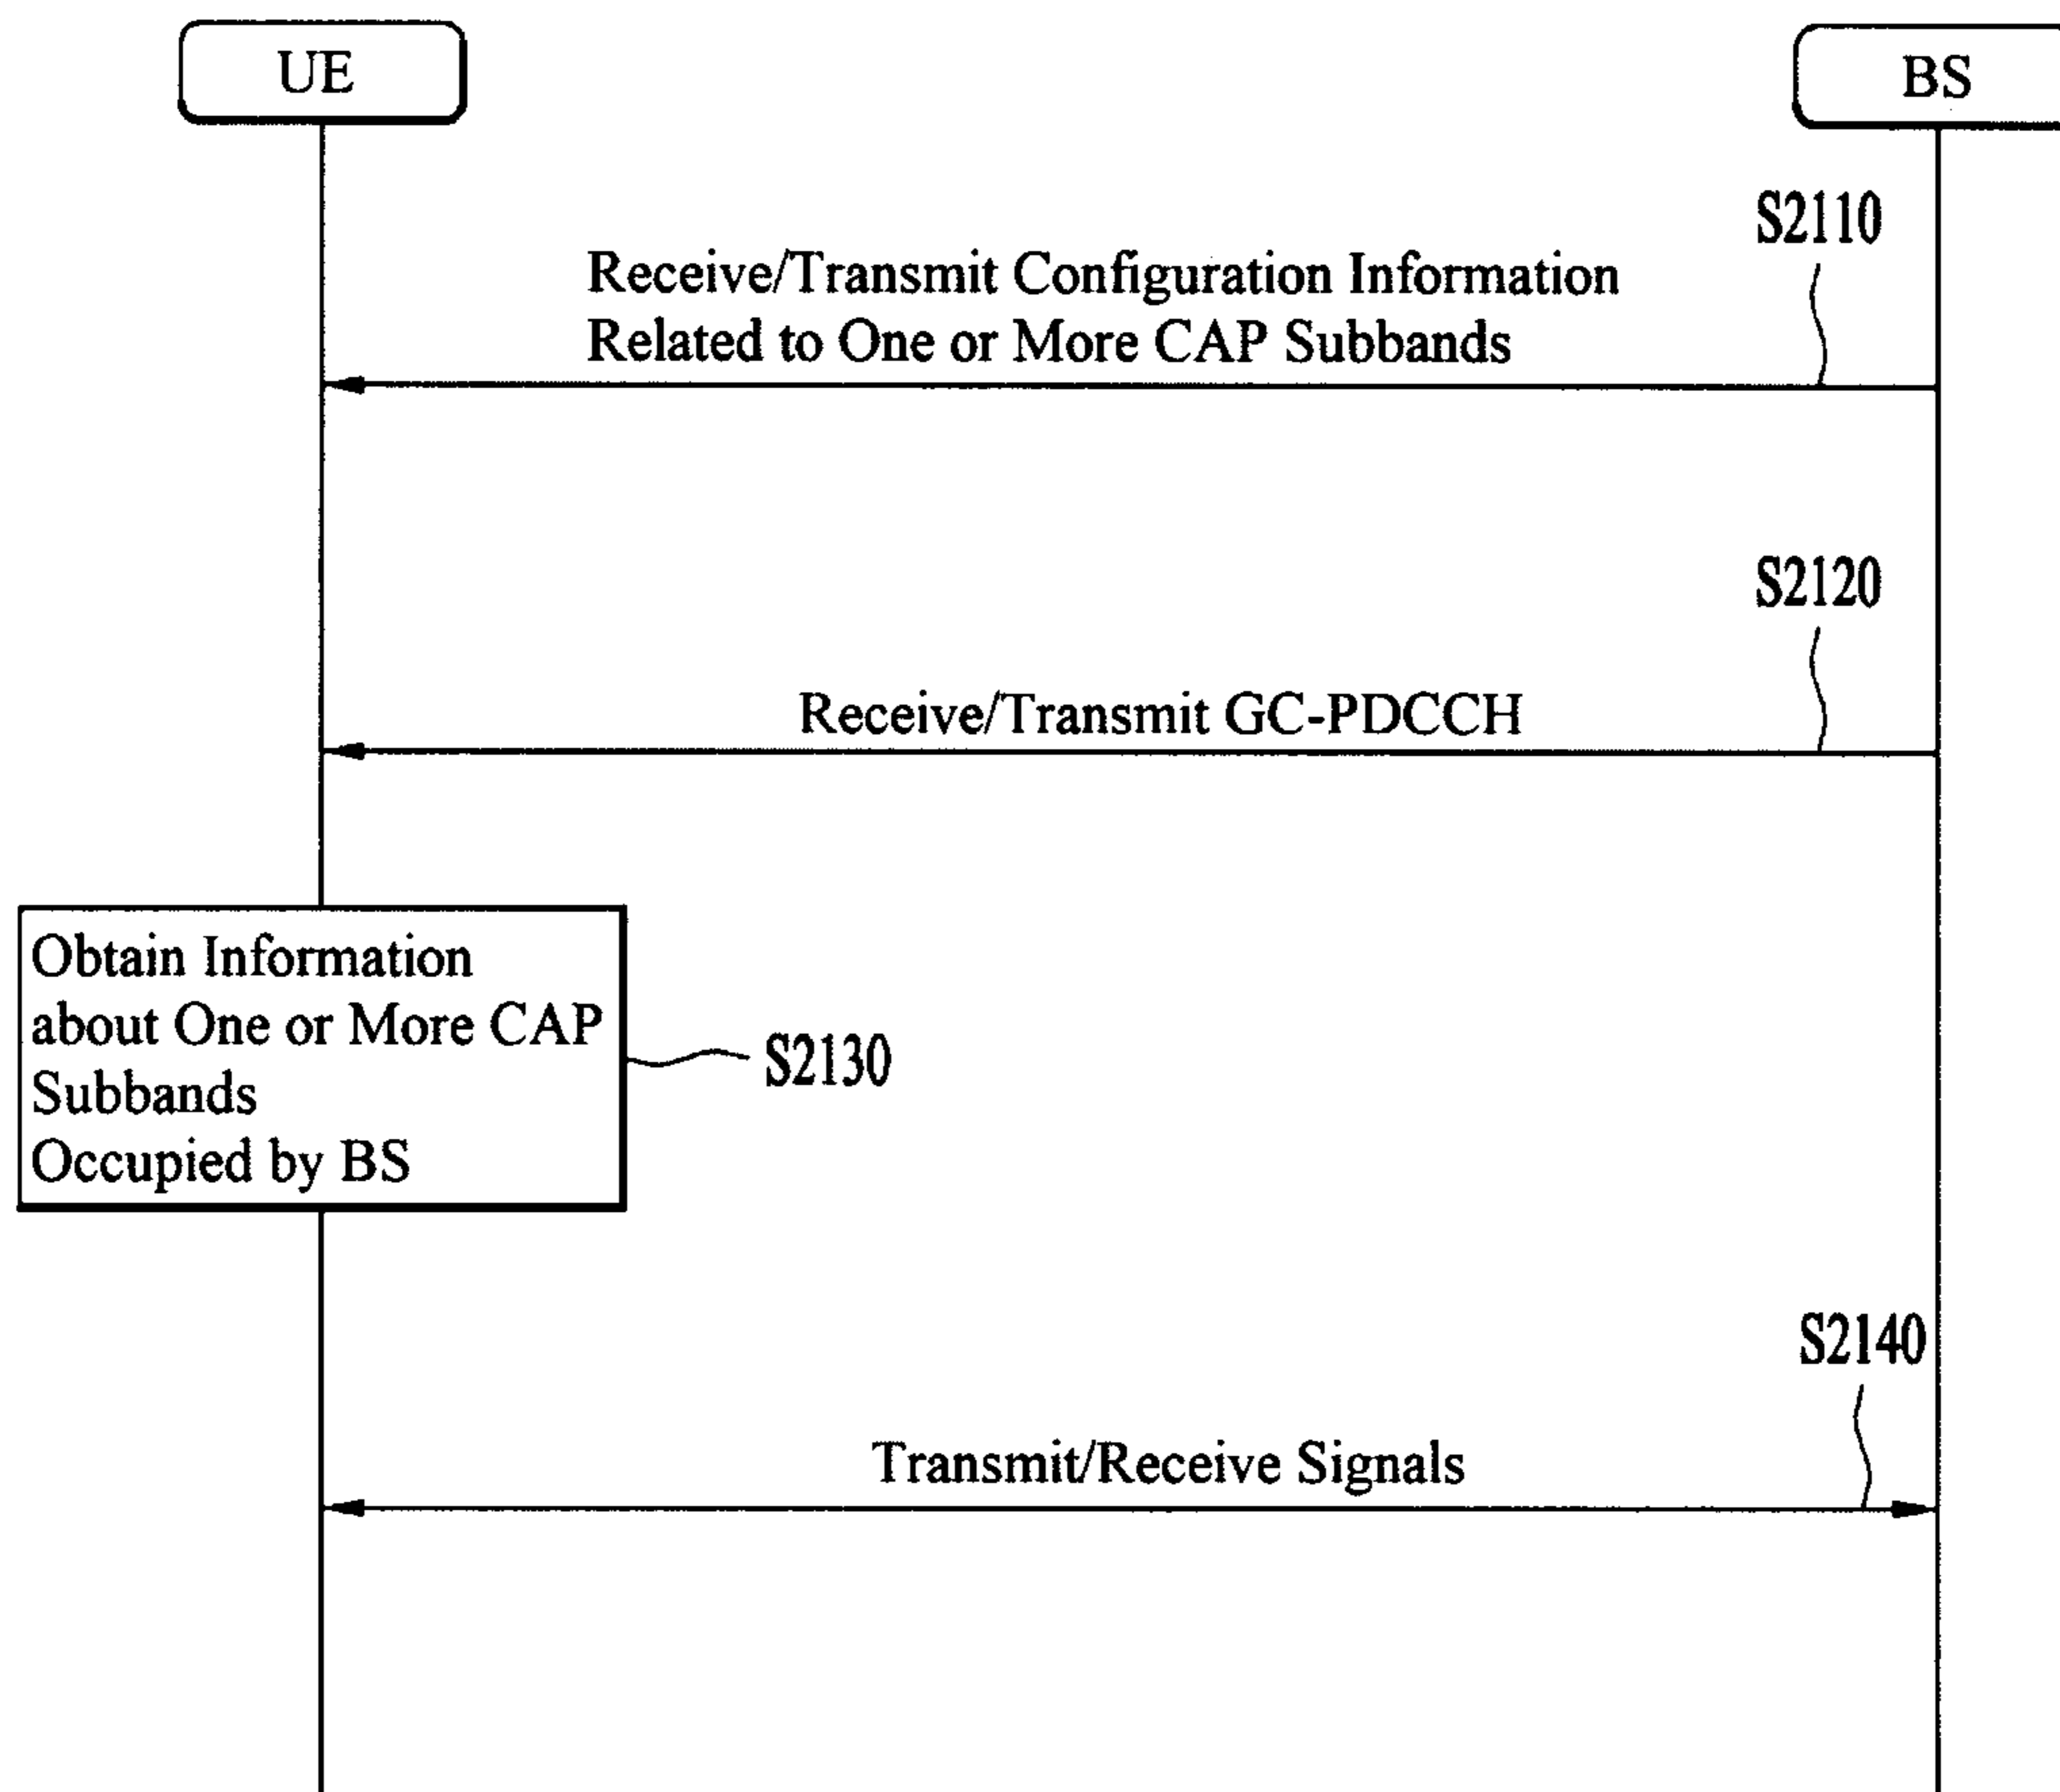 UE
BS
S2110
Receive/Transmit Configuration Information
Related to One or More CAP Subbands
S2120
Receive/Transmit GC-PDCCH
Obtain Information
about One or More CAP
Subbands
Occupied by BS
S2130
S2140
Transmit/Receive Signals